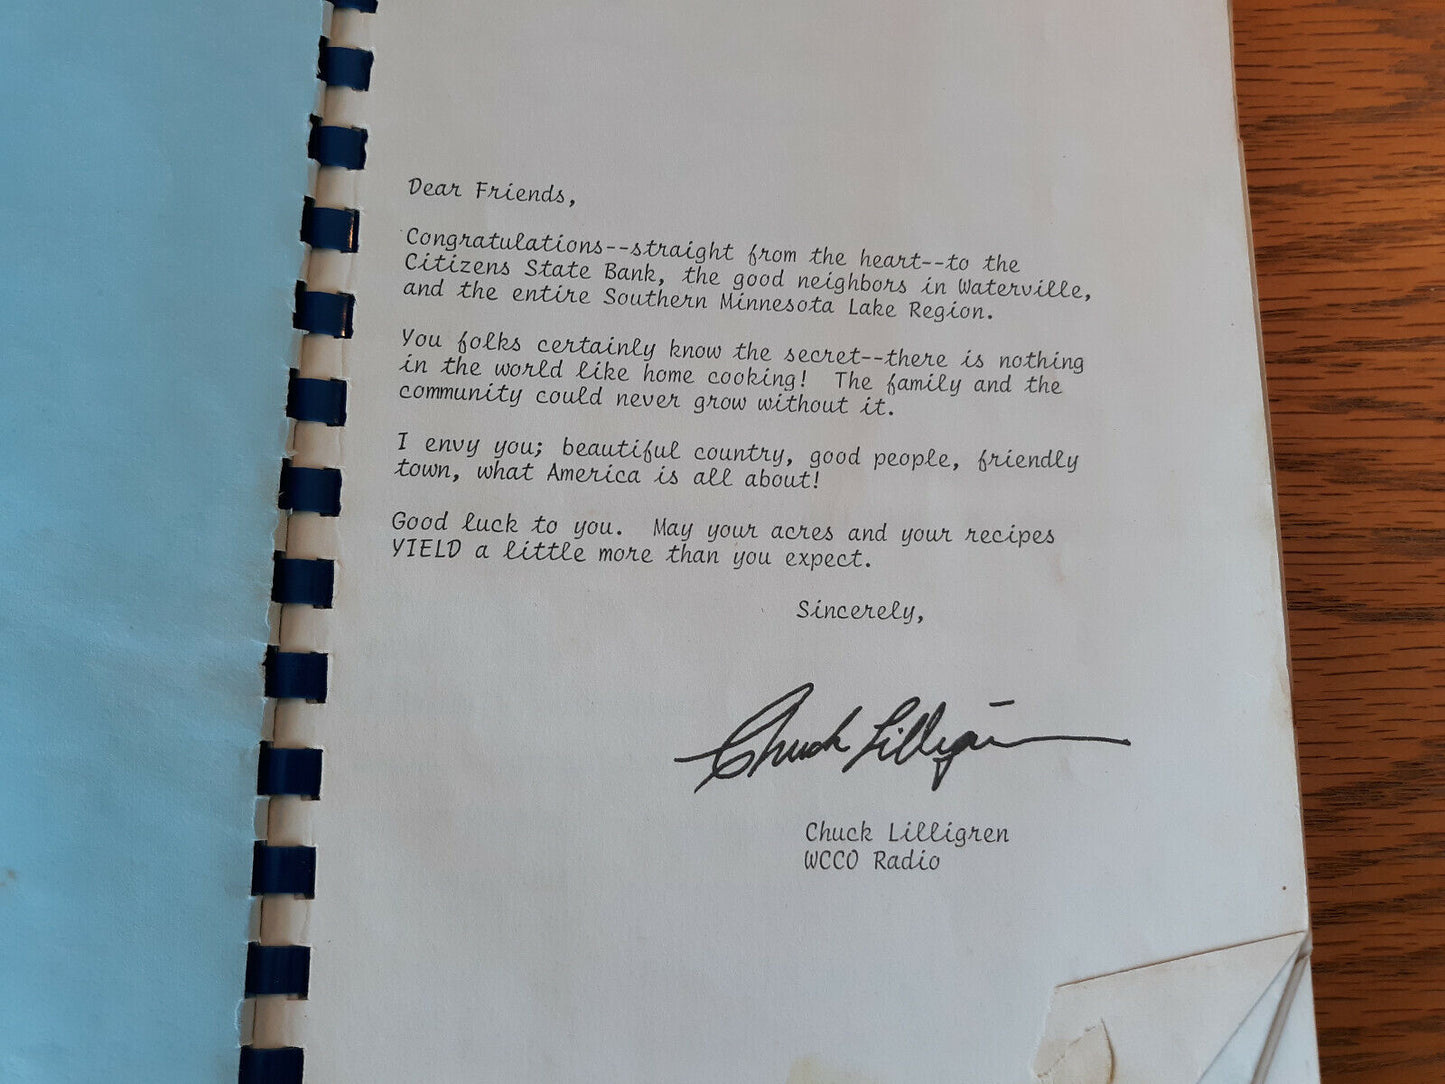 Dear Friends,
Congratulations--straight from the heart--to the
Citizens State Bank, the good neighbors in Waterville,
and the entire Southern Minnesota Lake Region.
You folks certainly know the secret--there is nothing
in the world like home cooking!  The family and the
community could never grow without it.
I envy you; beautiful country, good people, friendly
town, what America is all about!
Good luck to you.  May your acres and your recipes
YIELD a little more than you expect.
Sincerely,
Chuck Lilligren
Chuck Lilligren
WCCO Radio